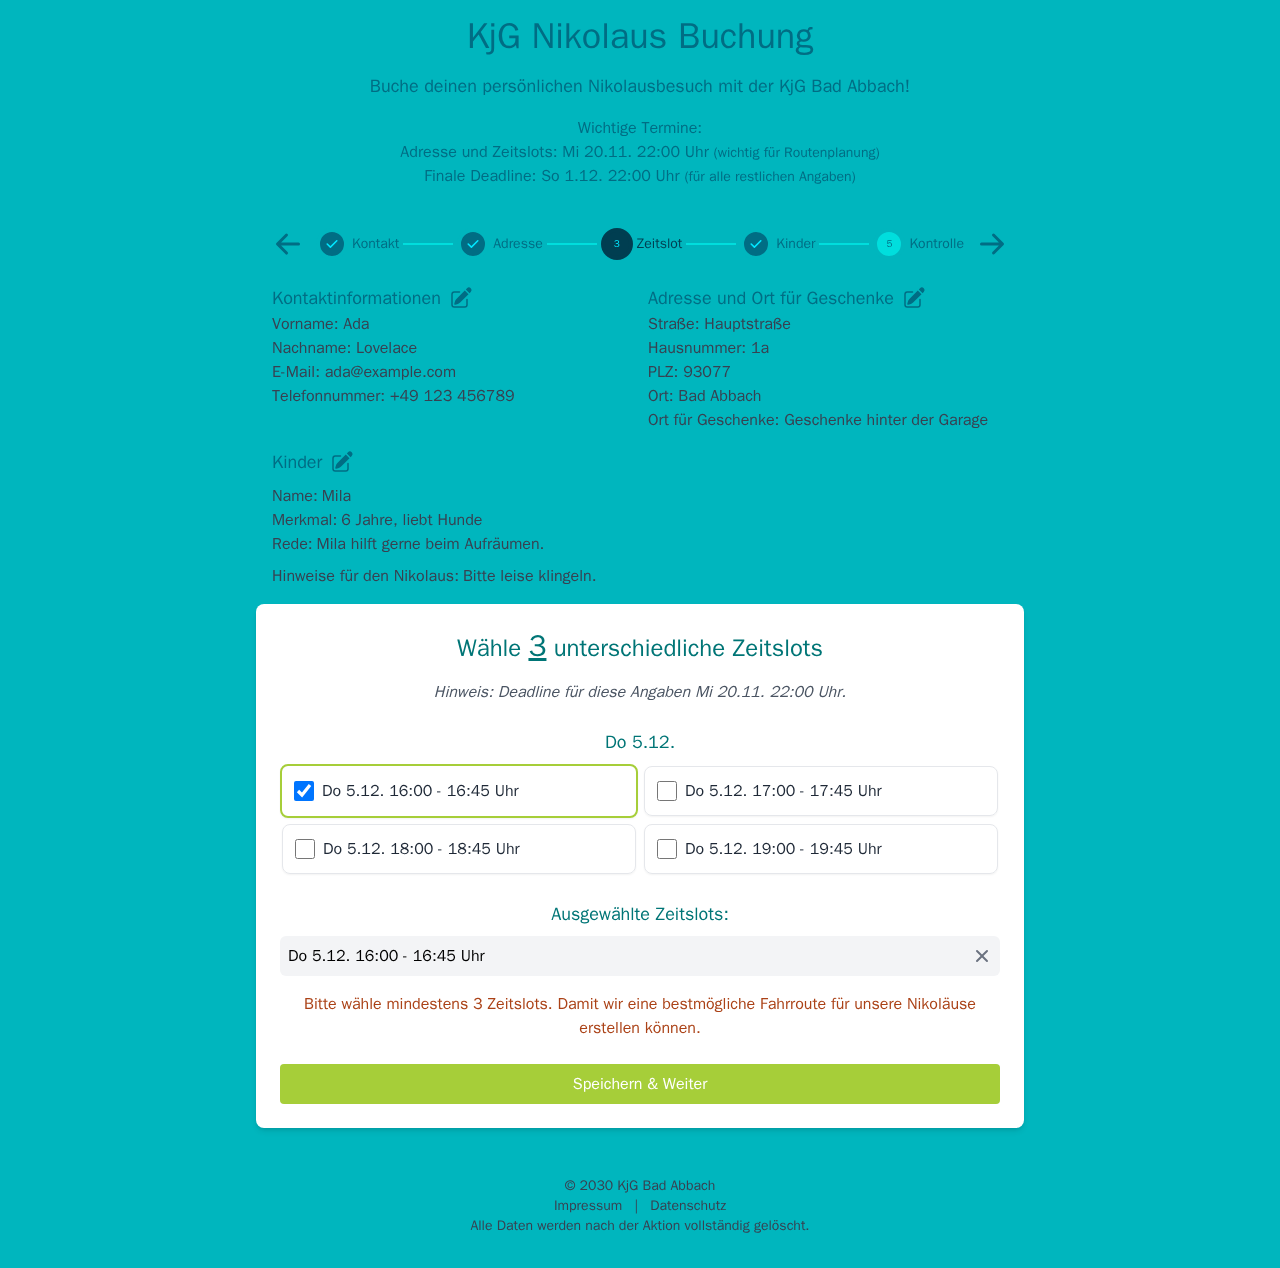 KjG Nikolaus Buchung
Buche deinen persönlichen Nikolausbesuch mit der KjG Bad Abbach!
Wichtige Termine:
Adresse und Zeitslots: Mi 20.11. 22:00 Uhr (wichtig für Routenplanung)
Finale Deadline: So 1.12. 22:00 Uhr (für alle restlichen Angaben)
Kontakt Adresse 3 Zeitslot Kinder 5 Kontrolle
Kontaktinformationen
Vorname: Ada
Nachname: Lovelace
E-Mail: ada@example.com
Telefonnummer: +49 123 456789
Adresse und Ort für Geschenke
Straße: Hauptstraße
Hausnummer: 1a
PLZ: 93077
Ort: Bad Abbach
Ort für Geschenke: Geschenke hinter der Garage
Kinder
Name: Mila
Merkmal: 6 Jahre, liebt Hunde
Rede: Mila hilft gerne beim Aufräumen.
Hinweise für den Nikolaus: Bitte leise klingeln.
Wähle 3 unterschiedliche Zeitslots
Hinweis: Deadline für diese Angaben Mi 20.11. 22:00 Uhr.
Do 5.12.
Do 5.12. 16:00 - 16:45 Uhr
Do 5.12. 17:00 - 17:45 Uhr
Do 5.12. 18:00 - 18:45 Uhr
Do 5.12. 19:00 - 19:45 Uhr
Ausgewählte Zeitslots:
Do 5.12. 16:00 - 16:45 Uhr
Bitte wähle mindestens 3 Zeitslots. Damit wir eine bestmögliche Fahrroute für unsere Nikoläuse
erstellen können.
Speichern & Weiter
© 2030 KjG Bad Abbach
Impressum | Datenschutz
Alle Daten werden nach der Aktion vollständig gelöscht.